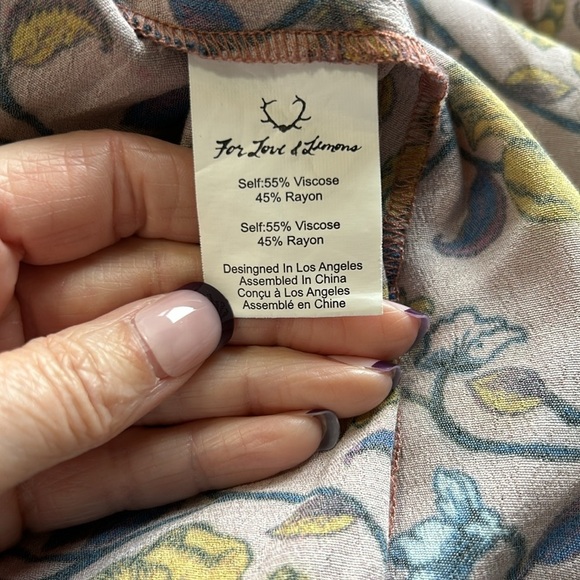 For Love & Lemons
Self:55% Viscose
45% Rayon
Self:55% Viscose
45% Rayon
Desingned In Los Angeles
Assembled In China
Conçu à Los Angeles
Assemblé en Chine